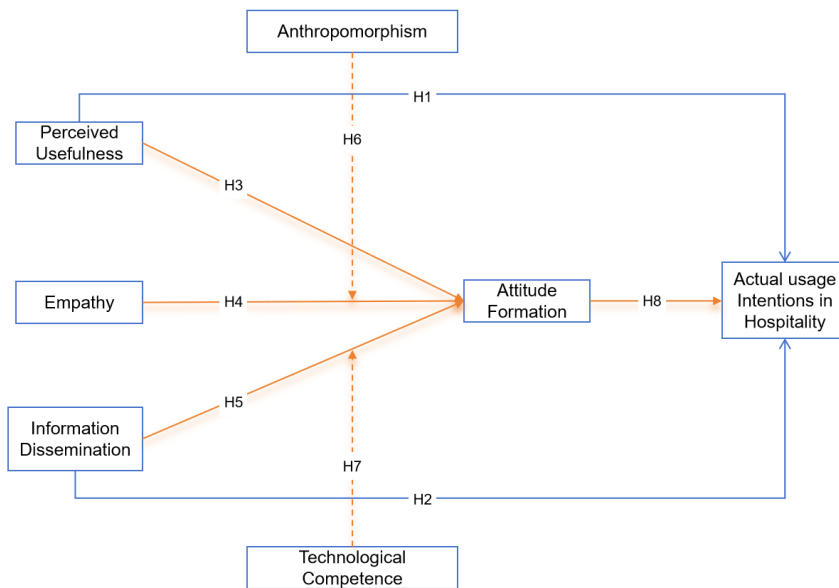 Anthropomorphism
H1
Perceived
Usefulness
H6
H3
Empathy
H4
Attitude
Formation
H8
Actual usage
Intentions in
Hospitality
H5
Information
Dissemination
H7
H2
Technological
Competence